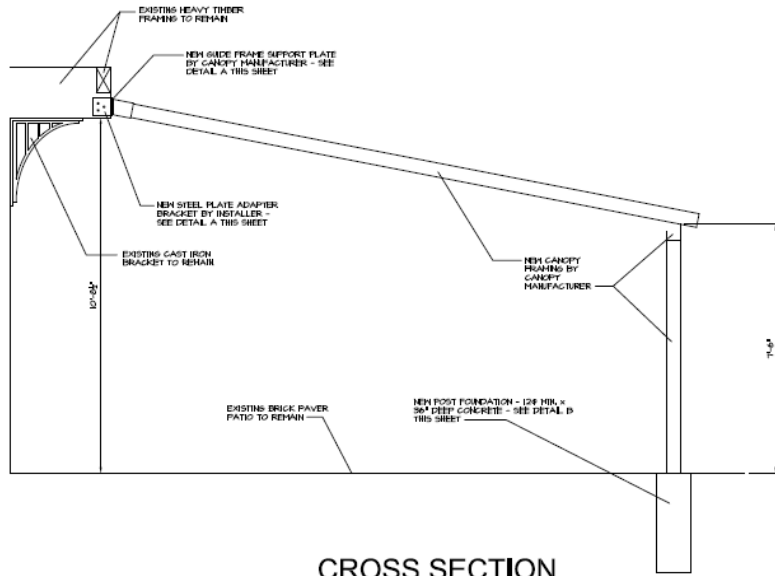 EXISTING HEAVY TIMBER
FRAMING TO REMAIN
NEW GUIDE FRAME SUPPORT PLATE
BY CANOPY MANUFACTURER - SEE
DETAIL A THIS SHEET
NEW STEEL PLATE ADAPTER
BRACKET BY INSTALLER -
SEE DETAIL A THIS SHEET
EXISTING CAST IRON
BRACKET TO REMAIN
NEW CANOPY
FRAMING BY
CANOPY
MANUFACTURER
7'-6"
EXISTING BRICK PAVER
PATIO TO REMAIN
NEW POST FOUNDATION - 12" MIN. x
36" DEEP CONCRETE - SEE DETAIL B
THIS SHEET
CROSS SECTION